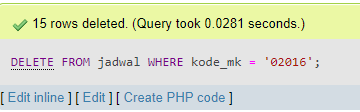 15 rows deleted. (Query took 0.0281 seconds.)
DELETE FROM jadwal WHERE kode_mk = '02016';
[ Edit inline ] [ Edit ] [ Create PHP code ]